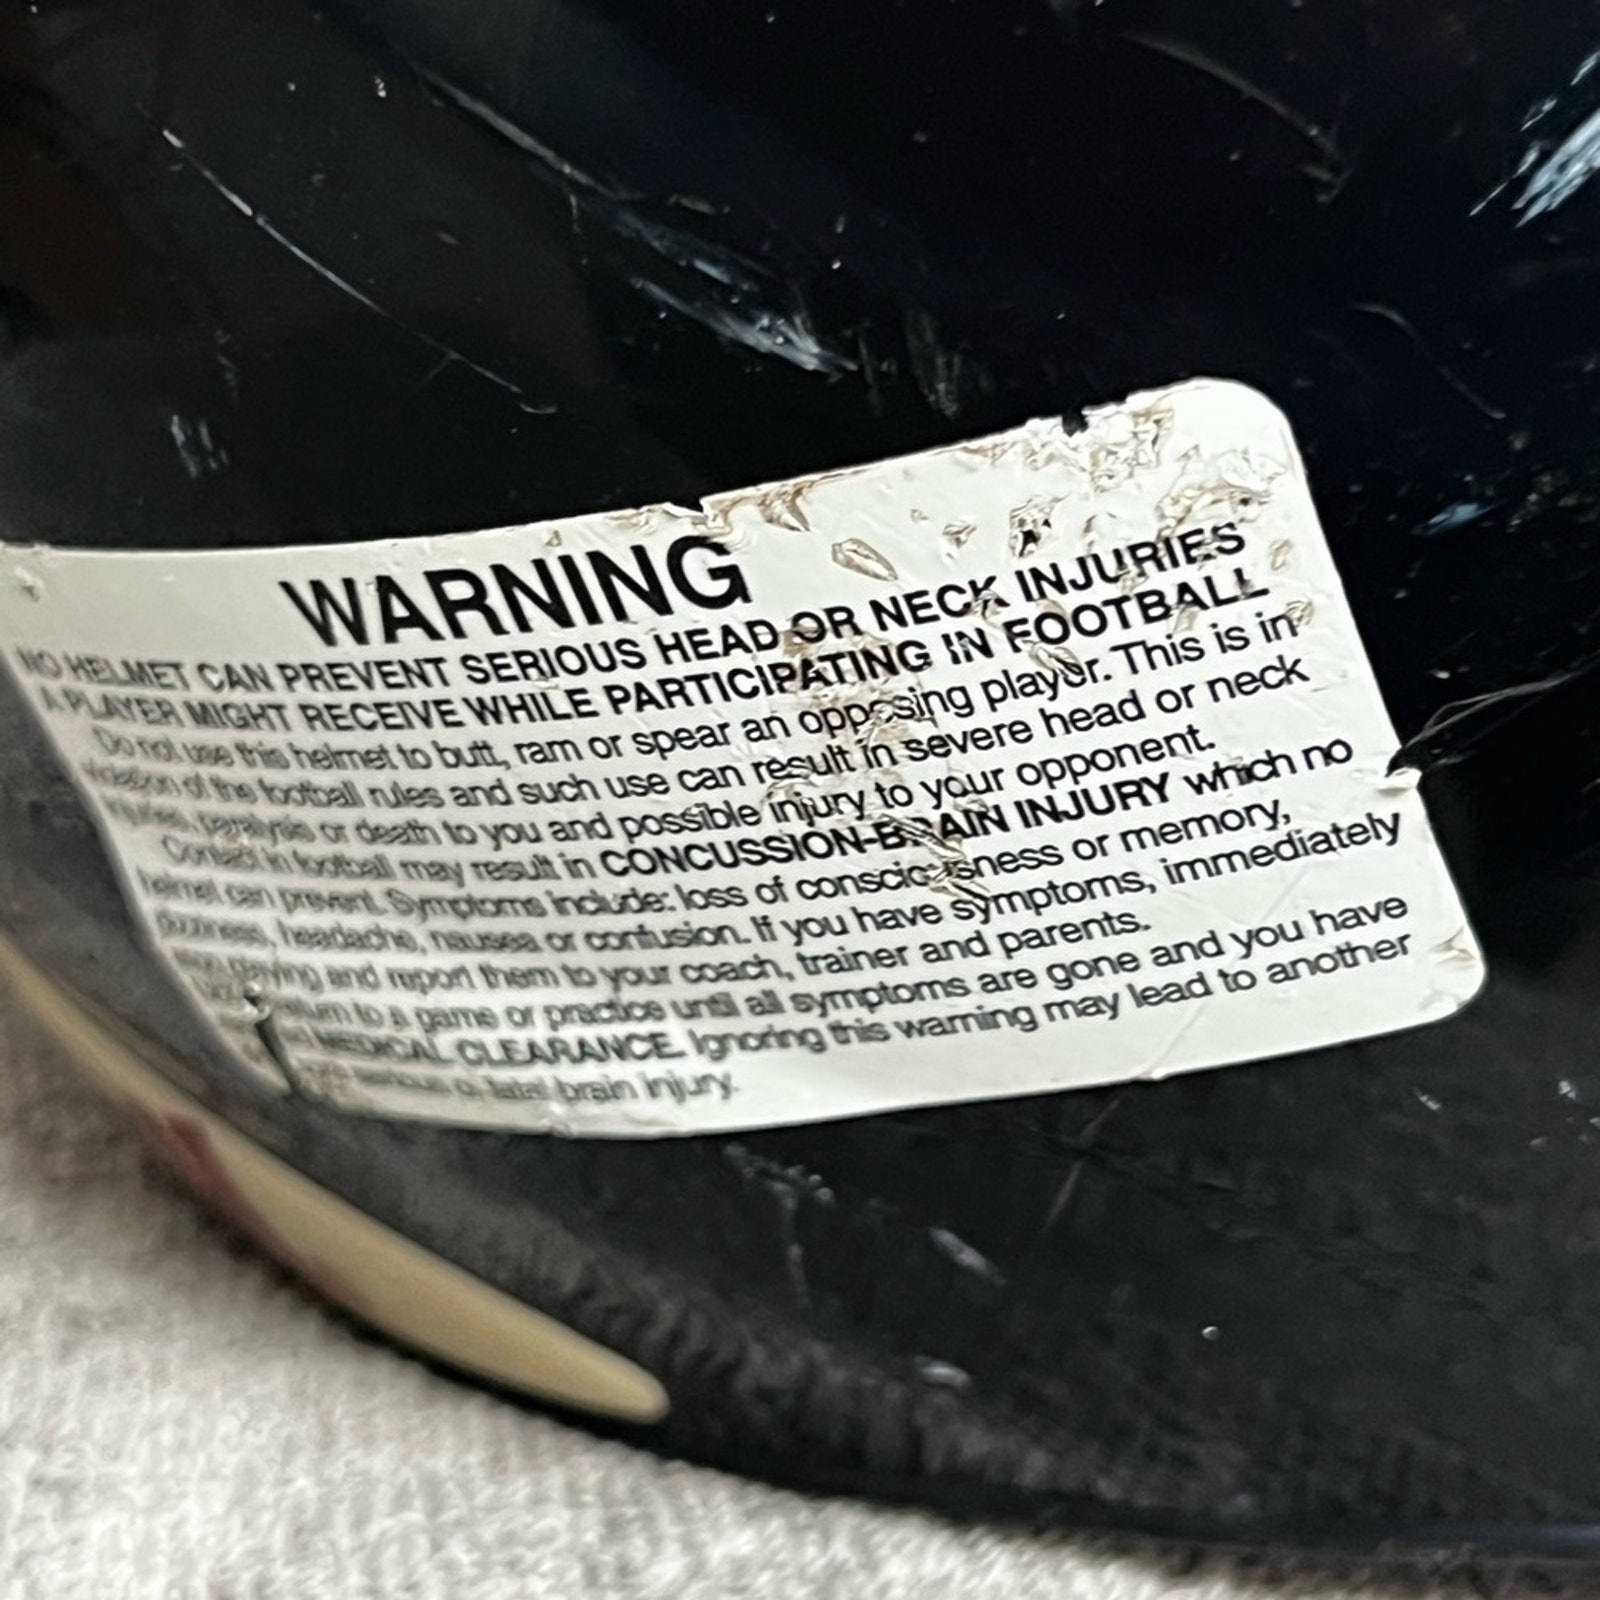 WARNING
NO HELMET CAN PREVENT SERIOUS HEAD OR NECK INJURIES
A PLAYER MIGHT RECEIVE WHILE PARTICIPATING IN FOOTBALL
Do not use this helmet to butt, ram or spear an opposing player. This is in
violation of the football rules and such use can result in severe head or neck
injuries, paralysis or death to you and possible injury to your opponent.
Contact in football may result in CONCUSSION-BRAIN INJURY which no
helmet can prevent. Symptoms include: loss of consciousness or memory,
dizziness, headache, nausea or confusion. If you have symptoms, immediately
playing and report them to your coach, trainer and parents.
return to a game or practice until all symptoms are gone and you have
MEDICAL CLEARANCE. Ignoring this warning may lead to another
serious or fatal brain injury.